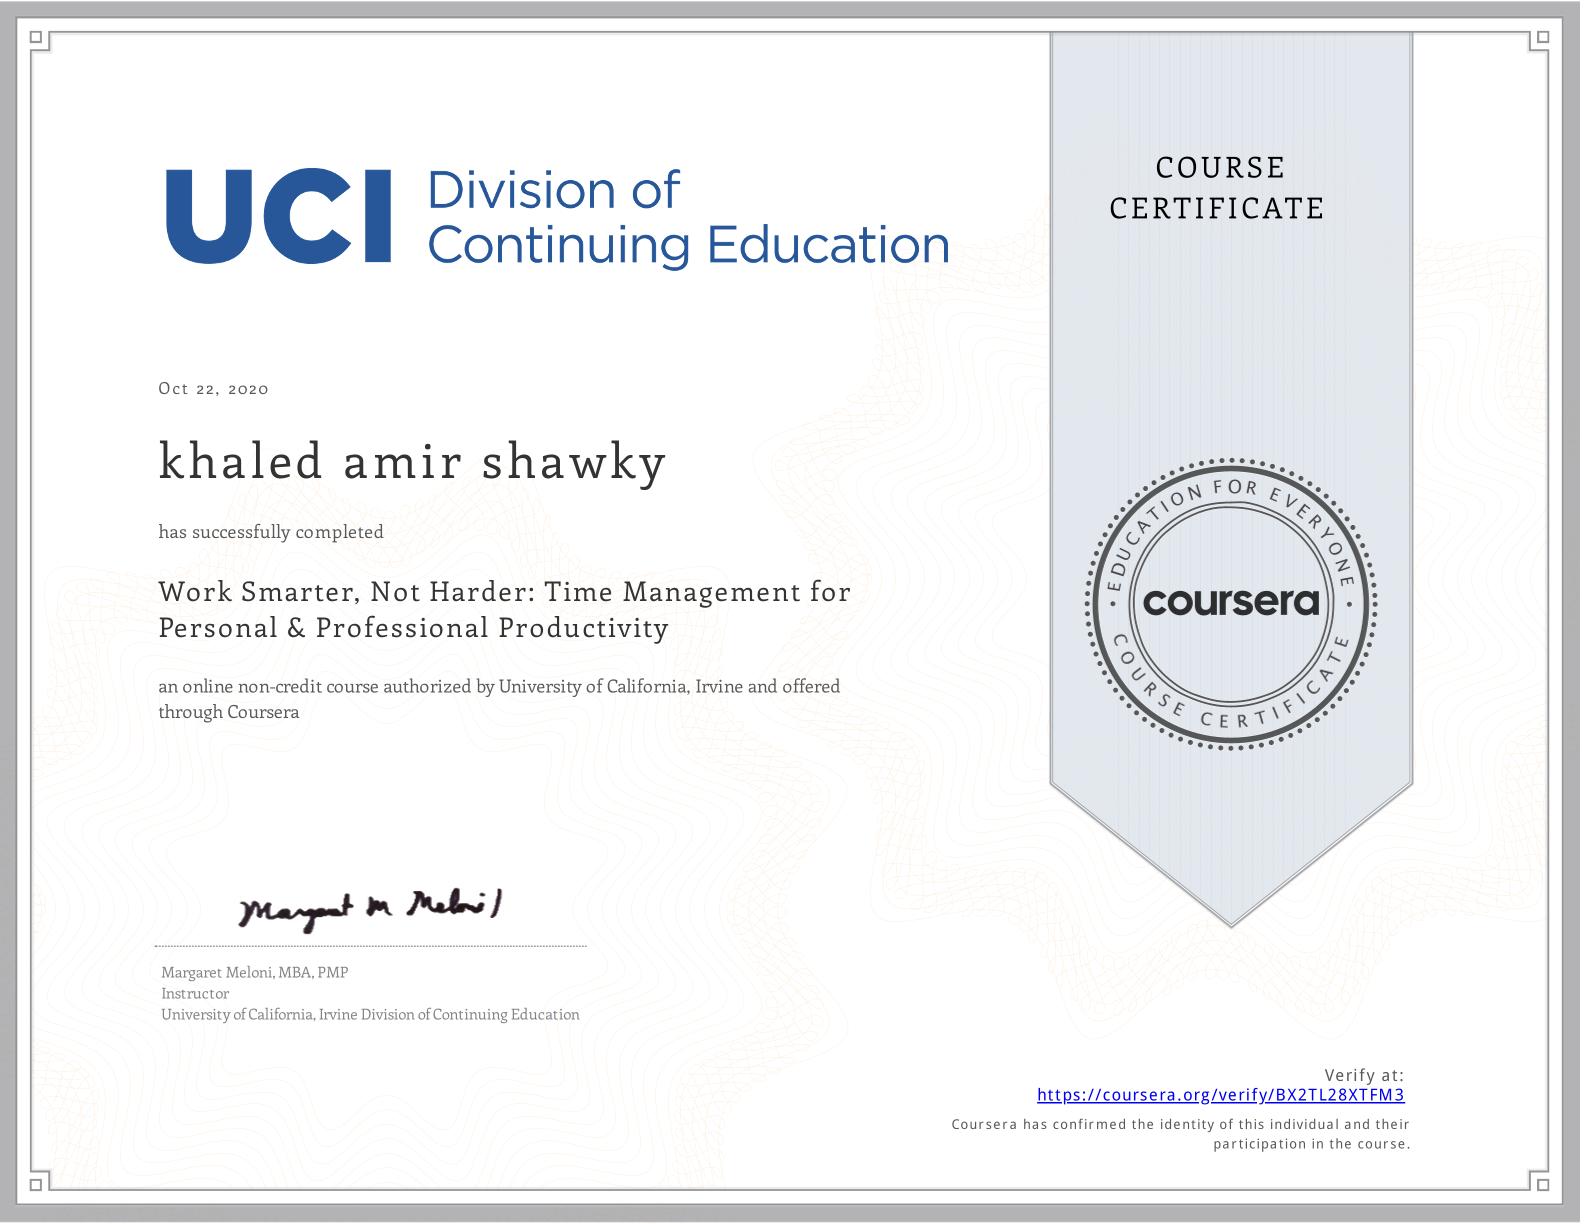 UCI Division of
Continuing Education
COURSE
CERTIFICATE
Oct 22, 2020
khaled amir shawky
has successfully completed
Work Smarter, Not Harder: Time Management for
Personal & Professional Productivity
an online non-credit course authorized by University of California, Irvine and offered
through Coursera
EDUCATION FOR EVERYONE
coursera
COURSE CERTIFICATE
Margaret M Meloni
Margaret Meloni, MBA, PMP
Instructor
University of California, Irvine Division of Continuing Education
Verify at:
https://coursera.org/verify/BX2TL28XTFM3
Coursera has confirmed the identity of this individual and their
participation in the course.